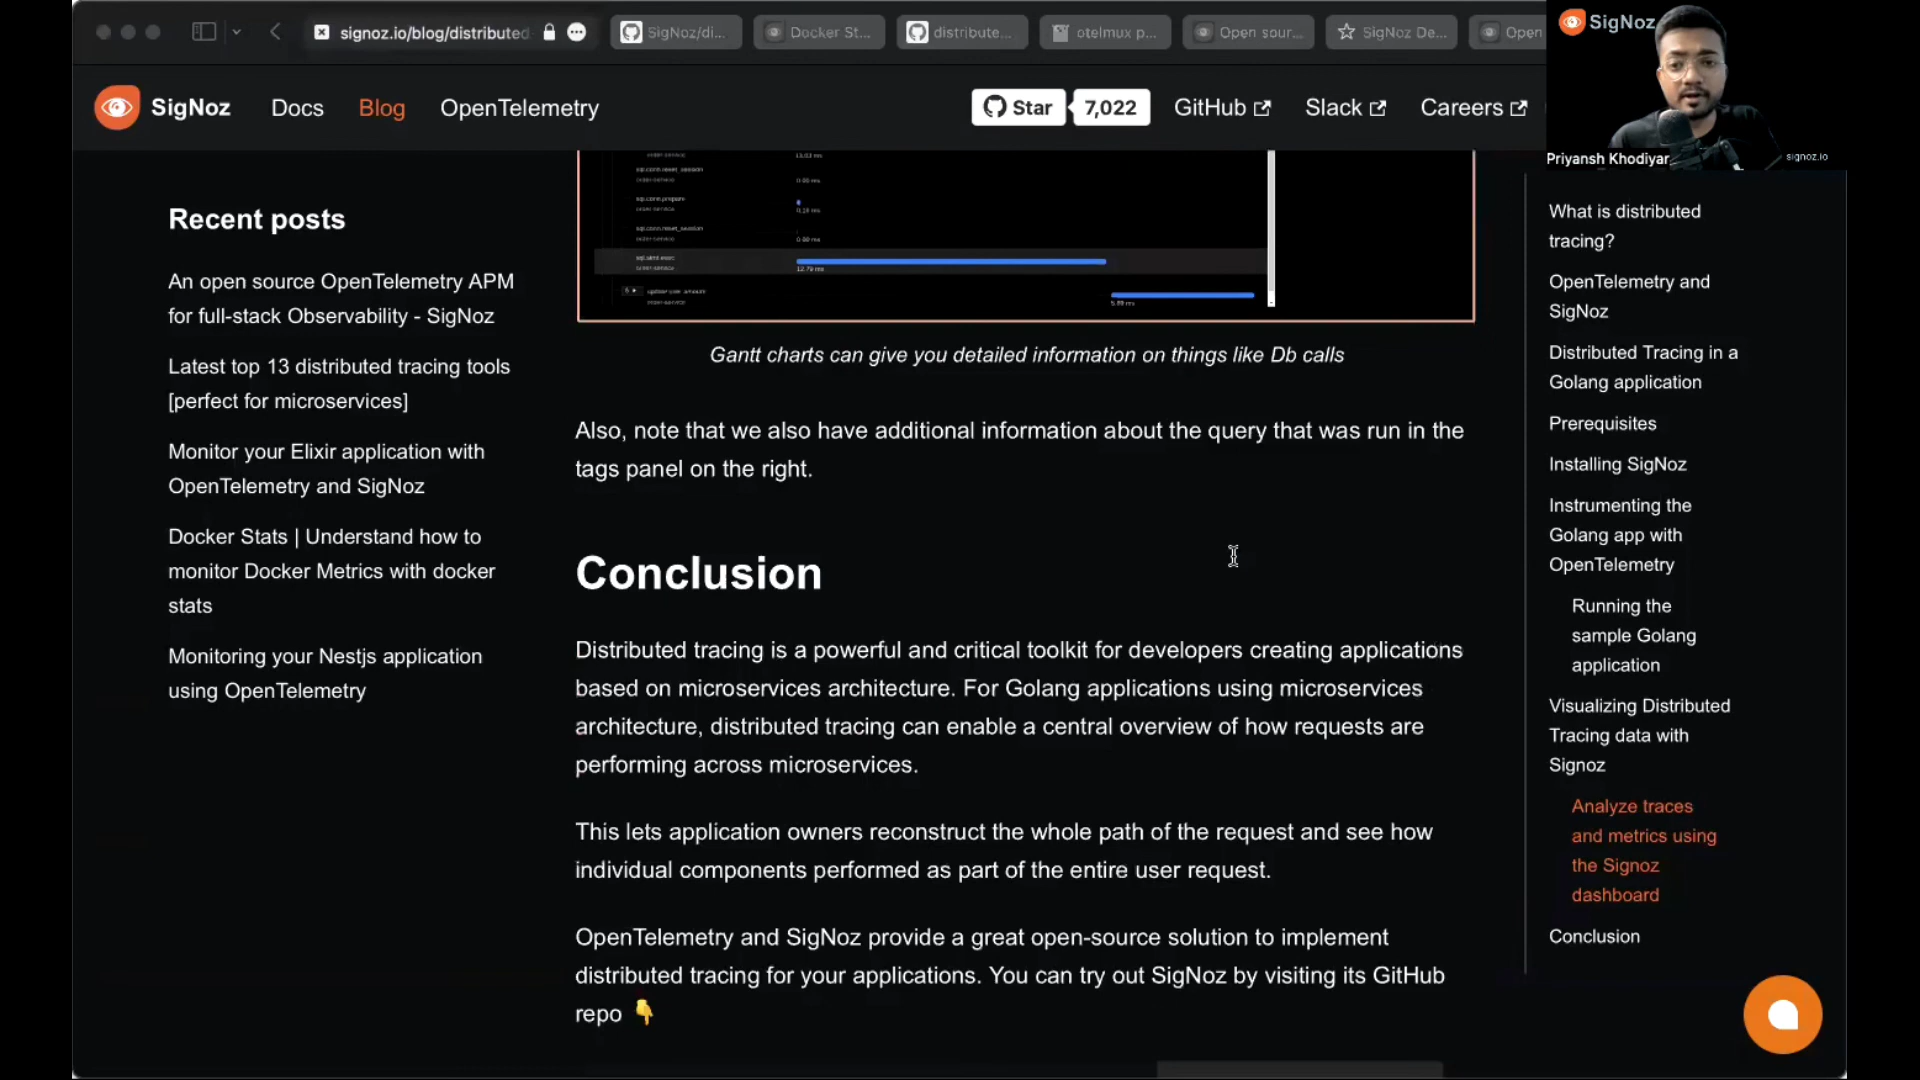 signoz.io/blog/distributed
SigNoz/di...
Docker St...
distribute...
otelmux p...
Open sour...
SigNoz De...
Open
SigNoz
Priyansh Khodiyar
signoz.io
SigNoz
Docs
Blog
OpenTelemetry
Star
7,022
GitHub
Slack
Careers
Recent posts
An open source OpenTelemetry APM
for full-stack Observability - SigNoz
Latest top 13 distributed tracing tools
[perfect for microservices]
Monitor your Elixir application with
OpenTelemetry and SigNoz
Docker Stats | Understand how to
monitor Docker Metrics with docker
stats
Monitoring your Nestjs application
using OpenTelemetry
12.79 ms
Gantt charts can give you detailed information on things like Db calls
Also, note that we also have additional information about the query that was run in the
tags panel on the right.
Conclusion
Distributed tracing is a powerful and critical toolkit for developers creating applications
based on microservices architecture. For Golang applications using microservices
architecture, distributed tracing can enable a central overview of how requests are
performing across microservices.
This lets application owners reconstruct the whole path of the request and see how
individual components performed as part of the entire user request.
OpenTelemetry and SigNoz provide a great open-source solution to implement
distributed tracing for your applications. You can try out SigNoz by visiting its GitHub
repo 👇
What is distributed
tracing?
OpenTelemetry and
SigNoz
Distributed Tracing in a
Golang application
Prerequisites
Installing SigNoz
Instrumenting the
Golang app with
OpenTelemetry
Running the
sample Golang
application
Visualizing Distributed
Tracing data with
Signoz
Analyze traces
and metrics using
the Signoz
dashboard
Conclusion